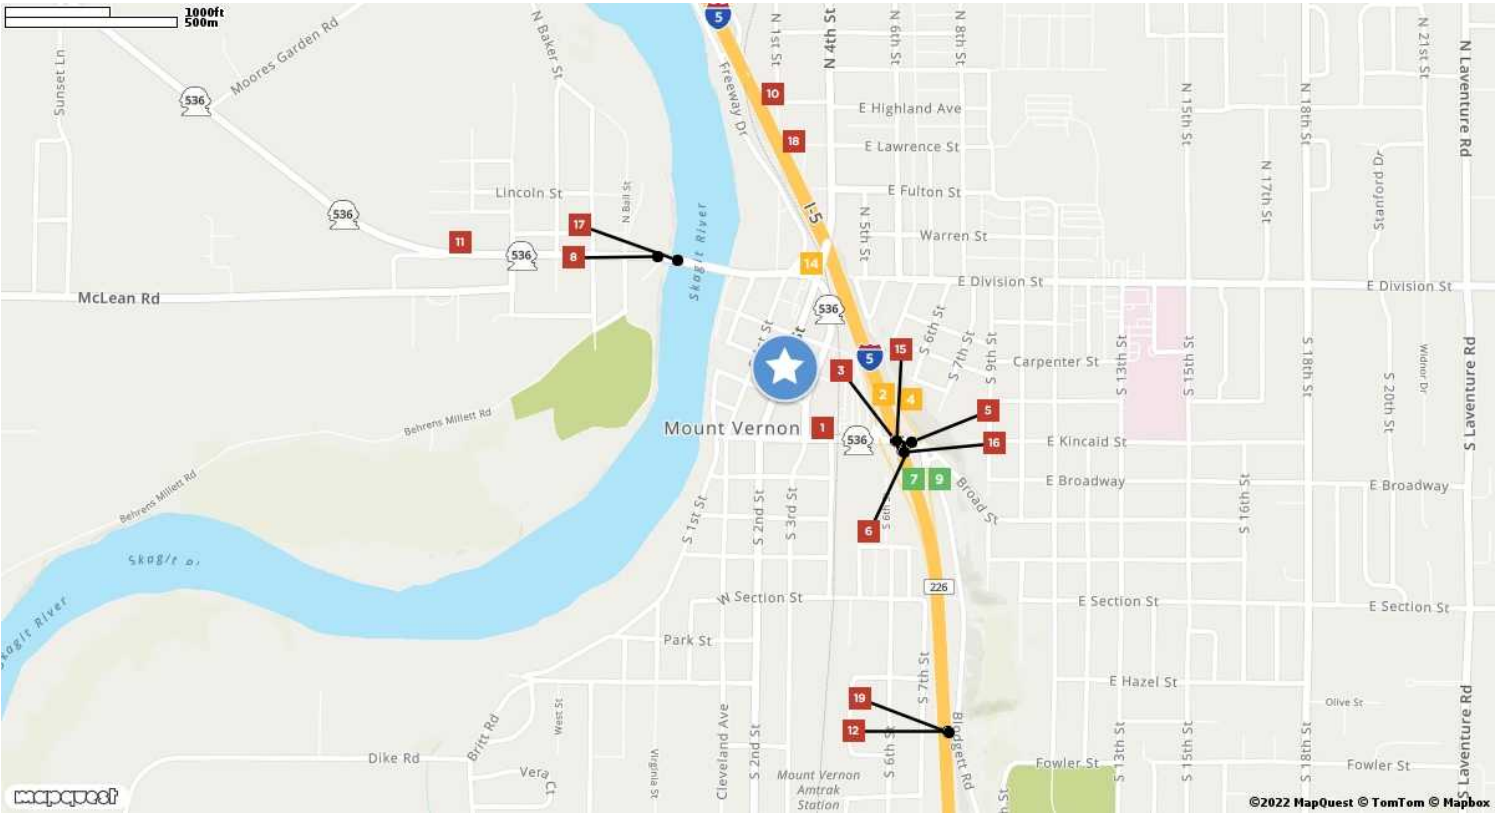 1000ft
500m
5
N 1st St
N 4th St
N 6th St
N 8th St
N 21st St
N Laventure Rd
N Baker St
Moores Garden Rd
Sunset Ln
536
Freeway Dr
10
E Highland Ave
N 15th St
N 18th St
18
E Lawrence St
Stanford Dr
N 17th St
Lincoln St
N Ball St
E Fulton St
I-5
536
17
Skagit River
N 5th St
Warren St
11
536
8
14
E Division St
E Division St
McLean Rd
536
S 6th St
S 7th St
S 9th St
S 13th St
S 15th St
S 18th St
St
5
15
3
Carpenter St
Widnor Dr
S Laventure Rd
S 20th St
2
4
5
Behrens Millett Rd
Mount Vernon
1
536
16
E Kincaid St
Behrens Millett Rd
7
9
E Broadway
E Broadway
Broad St
S 16th St
S 1st St
S 2nd St
S 3rd St
6
S 6th St
Skagit
226
W Section St
E Section St
E Section St
Skagit River
Park St
S 7th St
E Hazel St
19
12
Olive St
West St
Cleveland Ave
S 2nd St
S 6th St
Blodgett Rd
S 13th St
S 15th St
S 18th St
S Laventure Rd
Britt Rd
Dike Rd
Vera Ct
Virginia St
Mount Vernon
Amtrak
Station
Fowler St
Fowler St
mapquest
©2022 MapQuest © TomTom © Mapbox